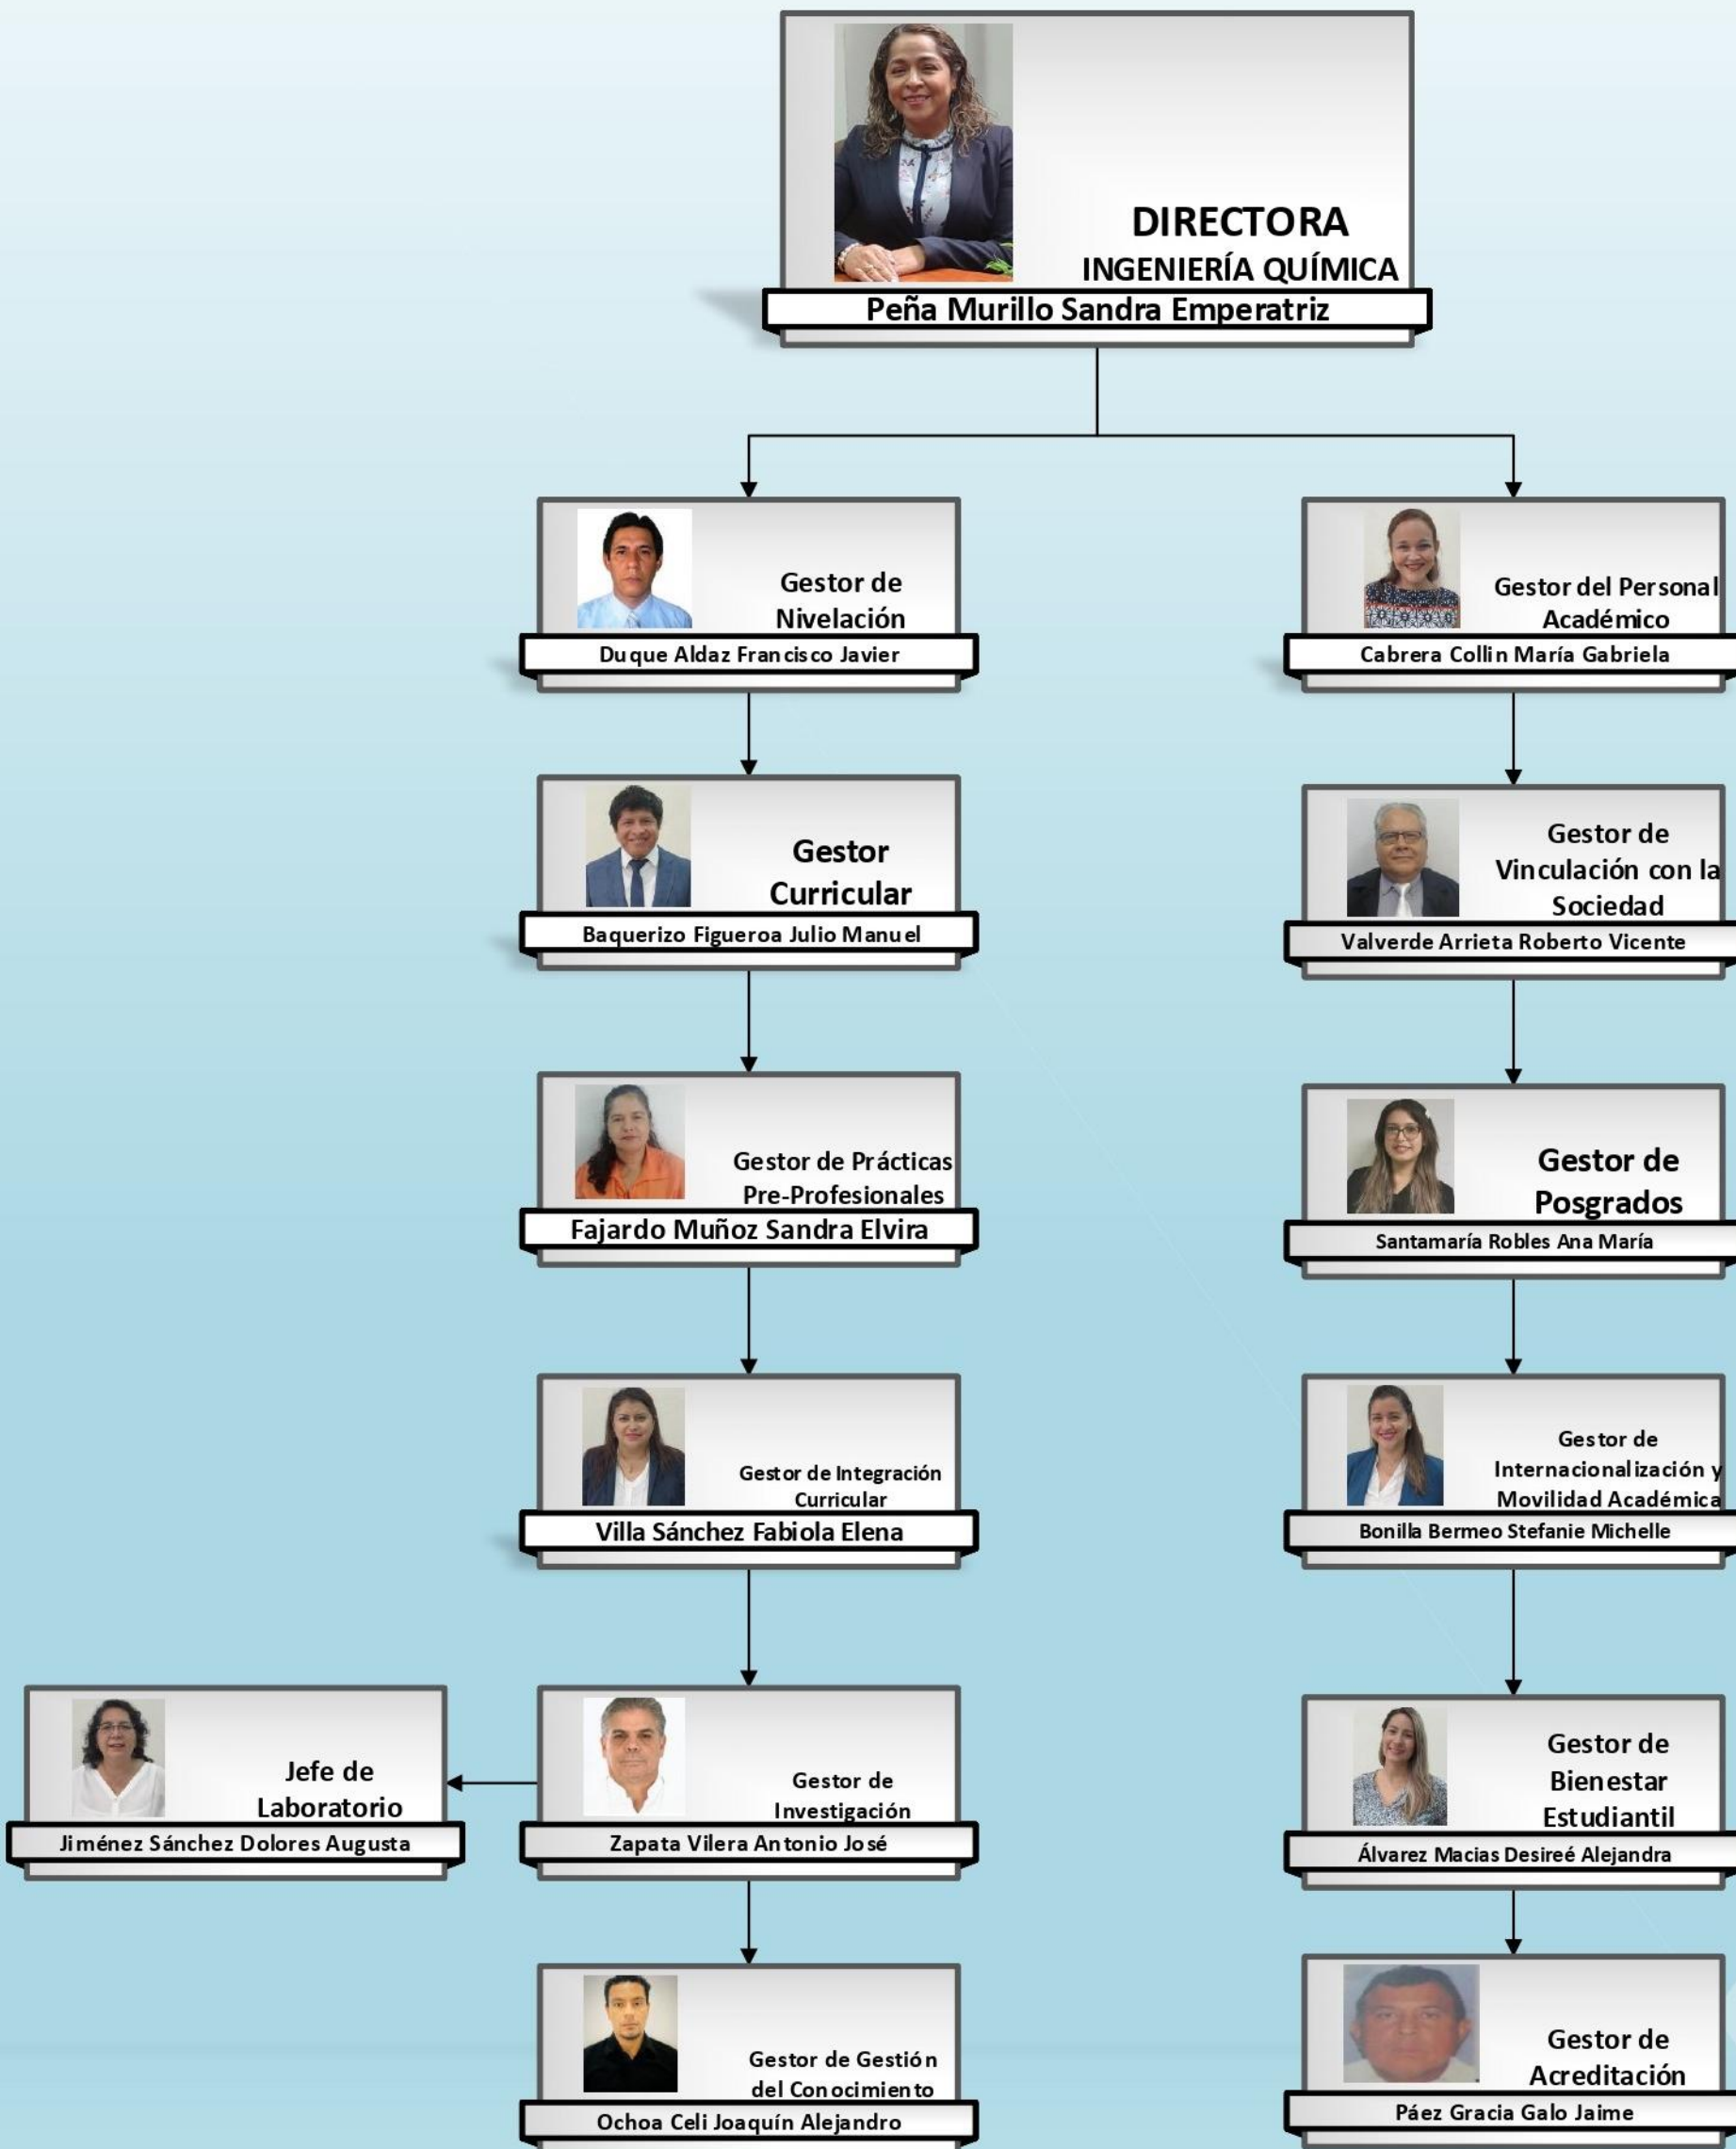 DIRECTORA
INGENIERÍA QUÍMICA
Peña Murillo Sandra Emperatriz
Gestor de
Nivelación
Duque Aldaz Francisco Javier
Gestor del Personal
Académico
Cabrera Collin María Gabriela
Gestor
Curricular
Baquerizo Figueroa Julio Manuel
Gestor de
Vinculación con la
Sociedad
Valverde Arrieta Roberto Vicente
Gestor de Prácticas
Pre-Profesionales
Fajardo Muñoz Sandra Elvira
Gestor de
Posgrados
Santamaría Robles Ana María
Gestor de Integración
Curricular
Villa Sánchez Fabiola Elena
Gestor de
Internacionalización y
Movilidad Académica
Bonilla Bermeo Stefanie Michelle
Jefe de
Laboratorio
Jiménez Sánchez Dolores Augusta
Gestor de
Investigación
Zapata Vilera Antonio José
Gestor de
Bienestar
Estudiantil
Álvarez Macias Desireé Alejandra
Gestor de Gestión
del Conocimiento
Ochoa Celi Joaquín Alejandro
Gestor de
Acreditación
Páez Gracia Galo Jaime